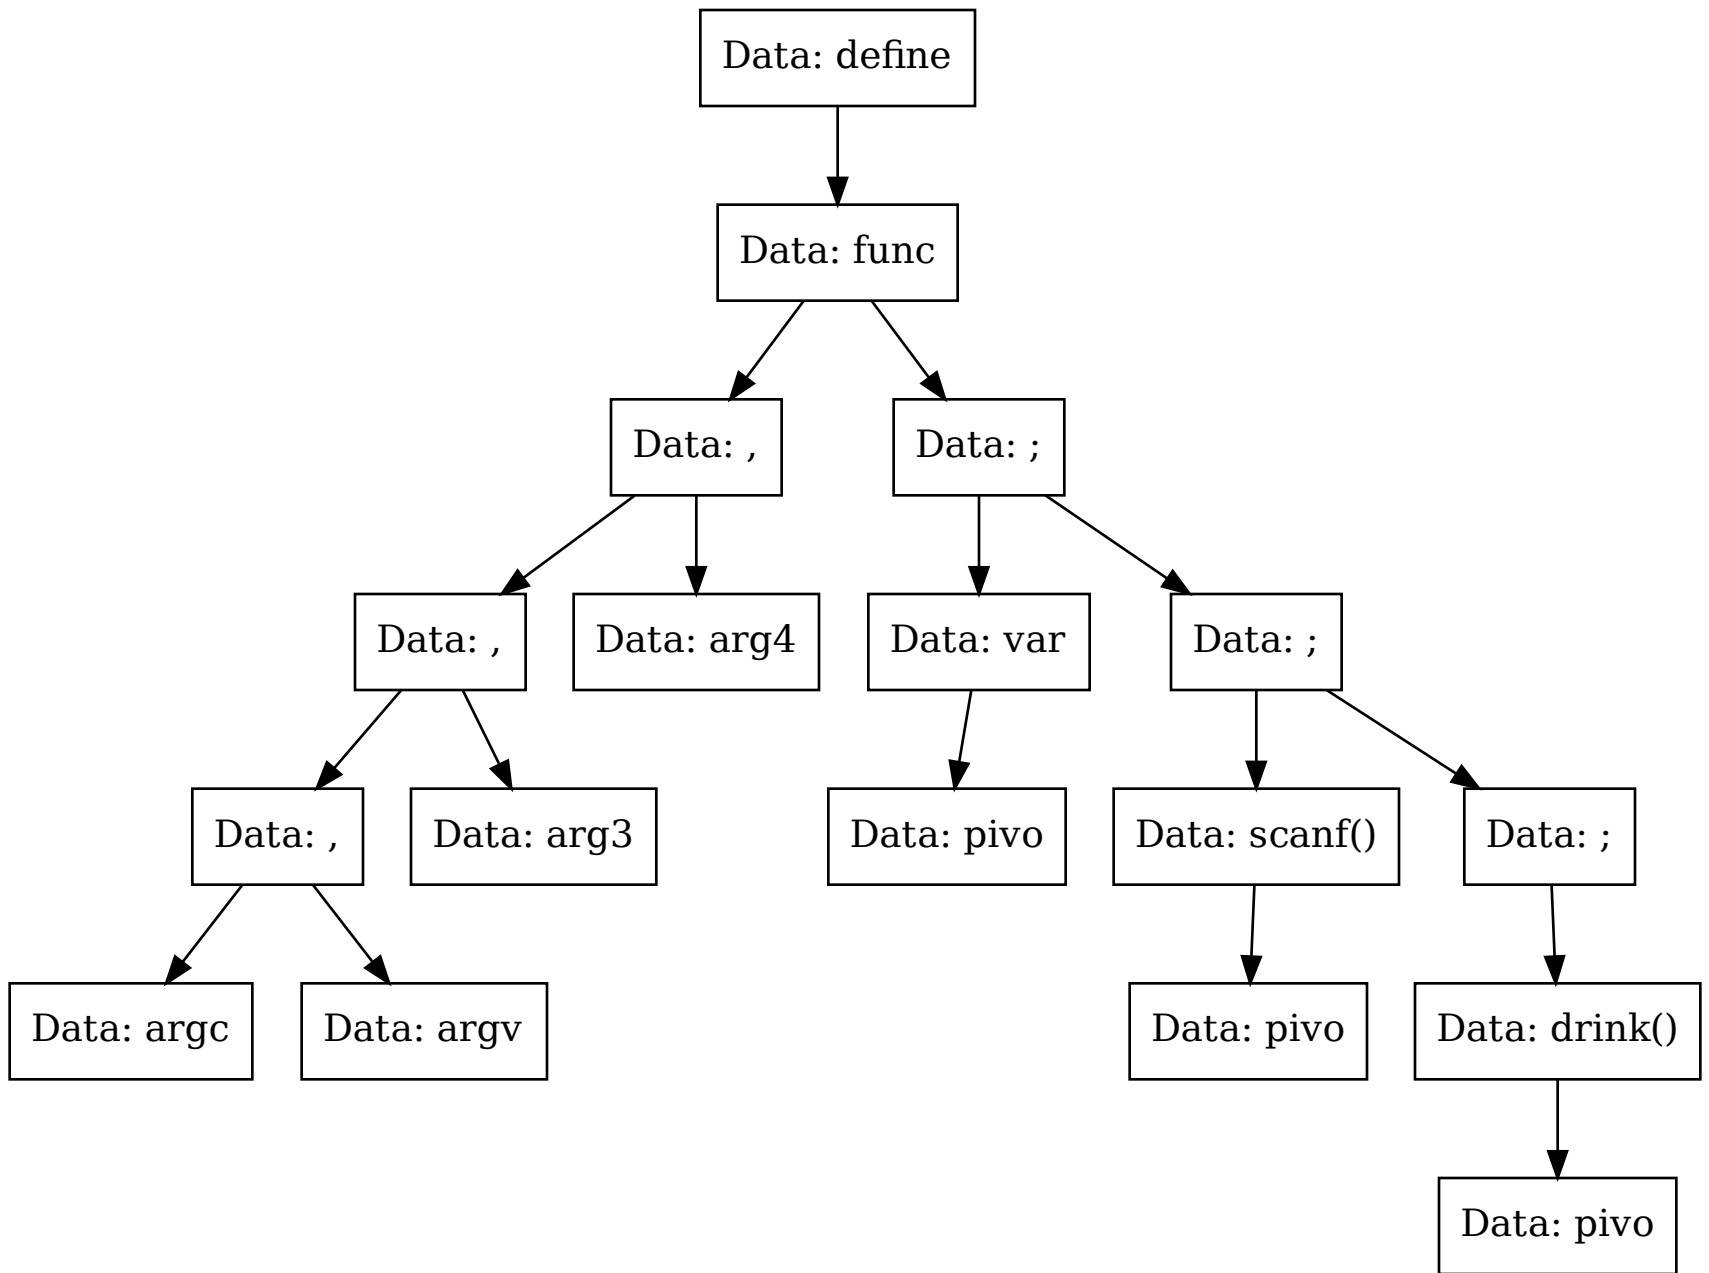 Data: define
Data: func
Data: ,
Data: ;
Data: ,
Data: arg4
Data: var
Data: ;
Data: ,
Data: arg3
Data: pivo
Data: scanf()
Data: ;
Data: argc
Data: argv
Data: pivo
Data: drink()
Data: pivo